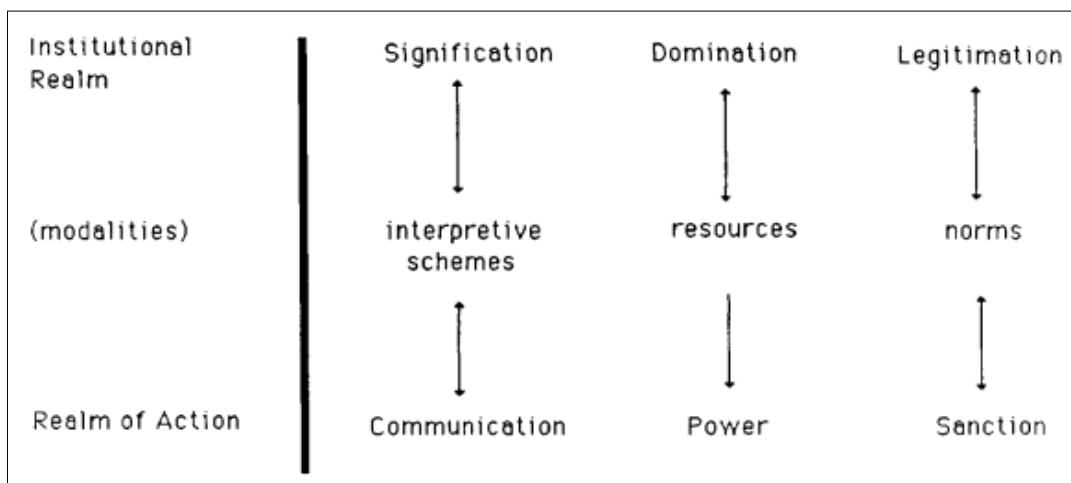 Institutional
Realm
Signification
Domination
Legitimation
(modalities)
interpretive
schemes
resources
norms
Realm of Action
Communication
Power
Sanction